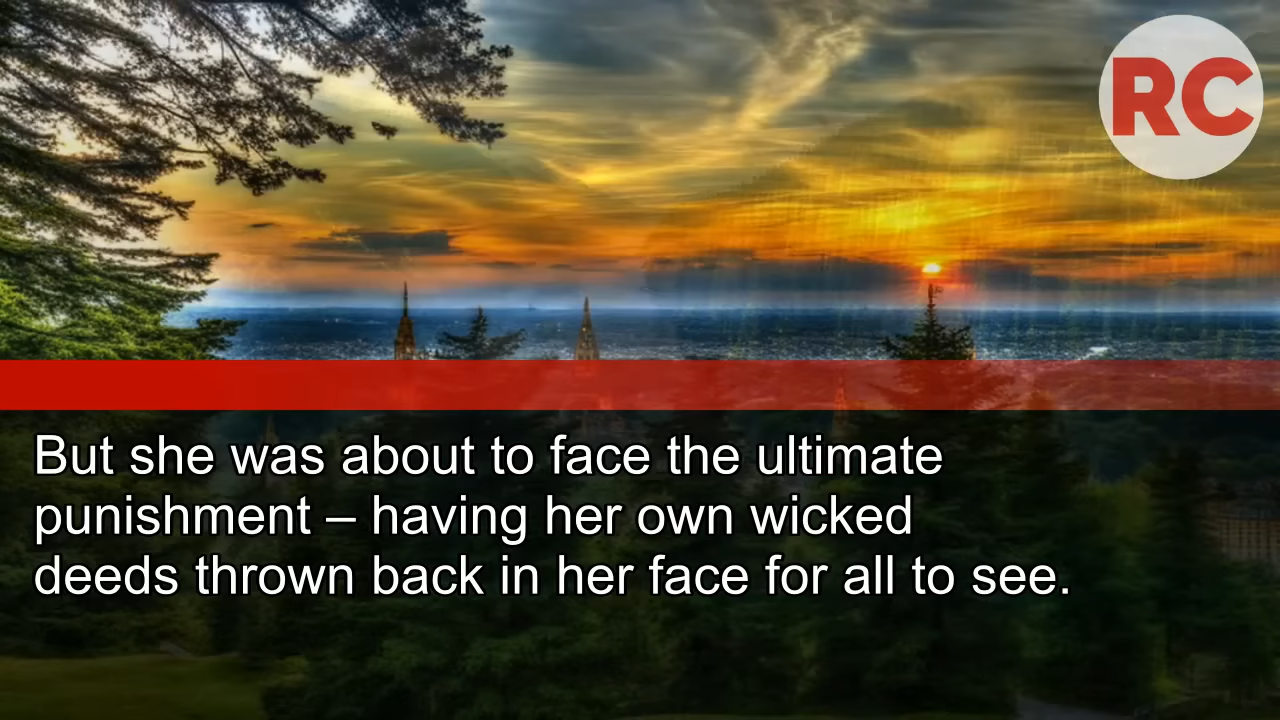 RC
But she was about to face the ultimate
punishment – having her own wicked
deeds thrown back in her face for all to see.